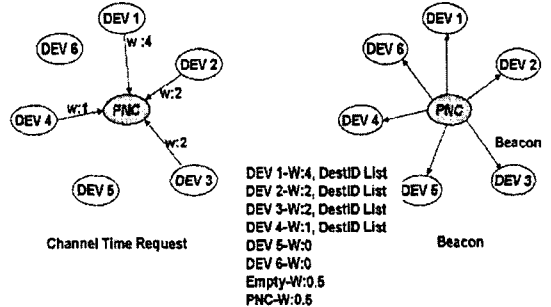 DEV 1
w:4
DEV 6
DEV 2
w:2
PNC
DEV 4
w:1
w:2
DEV 3
DEV 5
Channel Time Request
DEV 1
DEV 6
DEV 2
PNC
DEV 4
Beacon
DEV 3
DEV 5
Beacon
DEV 1-W:4, DestID List
DEV 2-W:2, DestID List
DEV 3-W:2, DestID List
DEV 4-W:1, DestID List
DEV 5-W:0
DEV 6-W:0
Empty-W:0.5
PNC-W:0.5